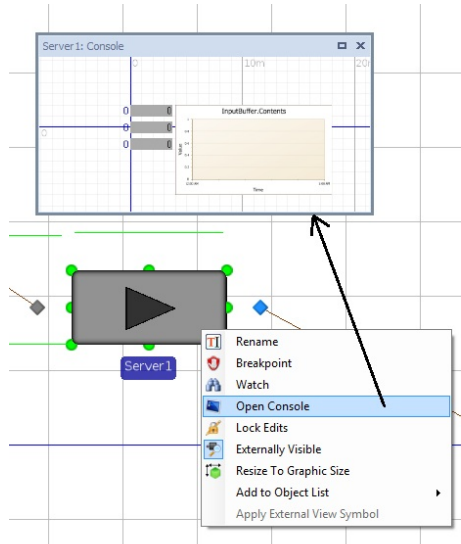 Server1: Console
0 10m 20
0 0
0 0
0
0 0
InputBuffer.Contents
Value
Time
Server1
Rename
Breakpoint
Watch
Open Console
Lock Edits
Externally Visible
Resize To Graphic Size
Add to Object List
Apply External View Symbol